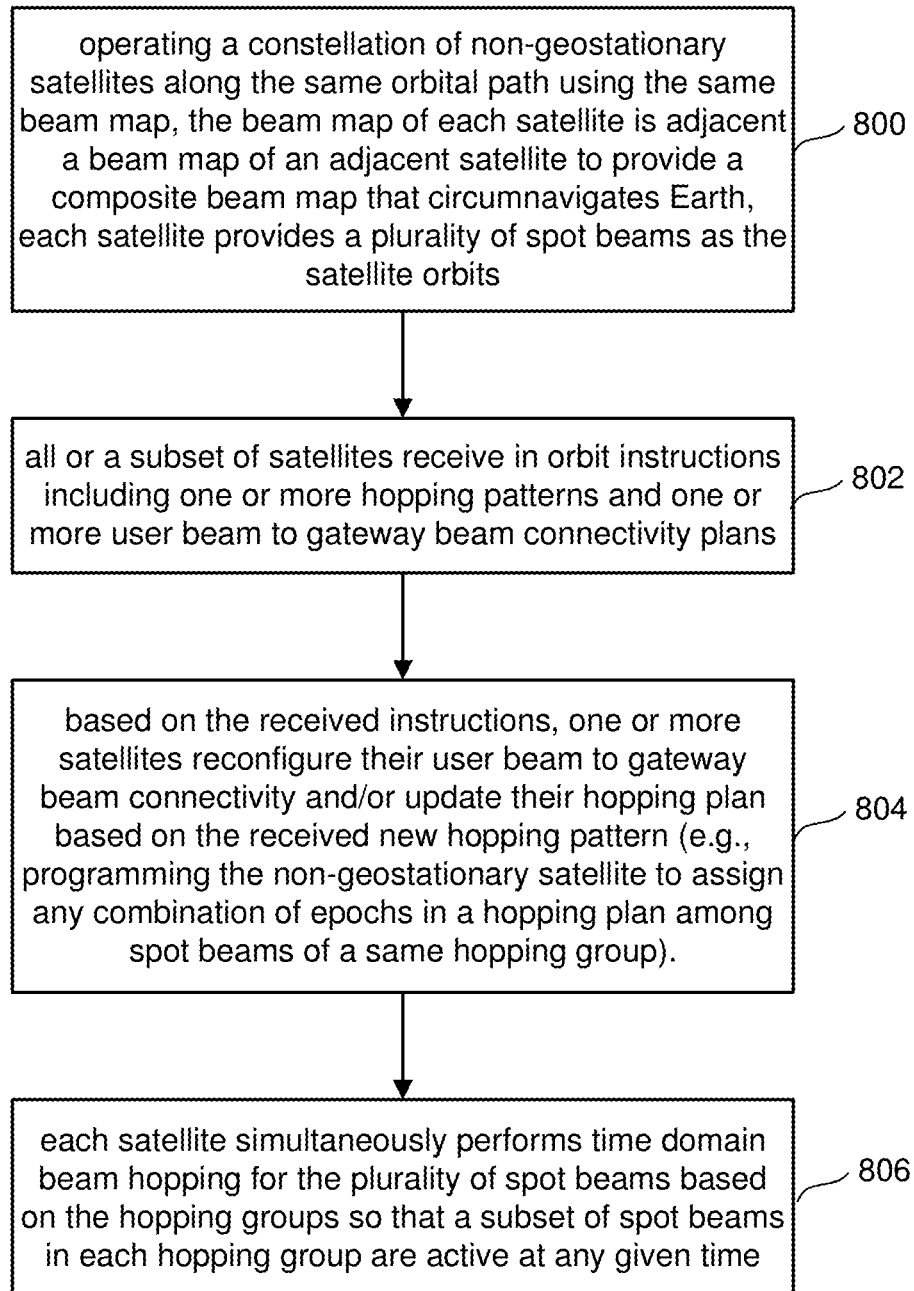 operating a constellation of non-geostationary
satellites along the same orbital path using the same
beam map, the beam map of each satellite is adjacent
a beam map of an adjacent satellite to provide a
composite beam map that circumnavigates Earth,
each satellite provides a plurality of spot beams as the
satellite orbits
800
all or a subset of satellites receive in orbit instructions
including one or more hopping patterns and one or
more user beam to gateway beam connectivity plans
802
based on the received instructions, one or more
satellites reconfigure their user beam to gateway
beam connectivity and/or update their hopping plan
based on the received new hopping pattern (e.g.,
programming the non-geostationary satellite to assign
any combination of epochs in a hopping plan among
spot beams of a same hopping group).
804
each satellite simultaneously performs time domain
beam hopping for the plurality of spot beams based
on the hopping groups so that a subset of spot beams
in each hopping group are active at any given time
806